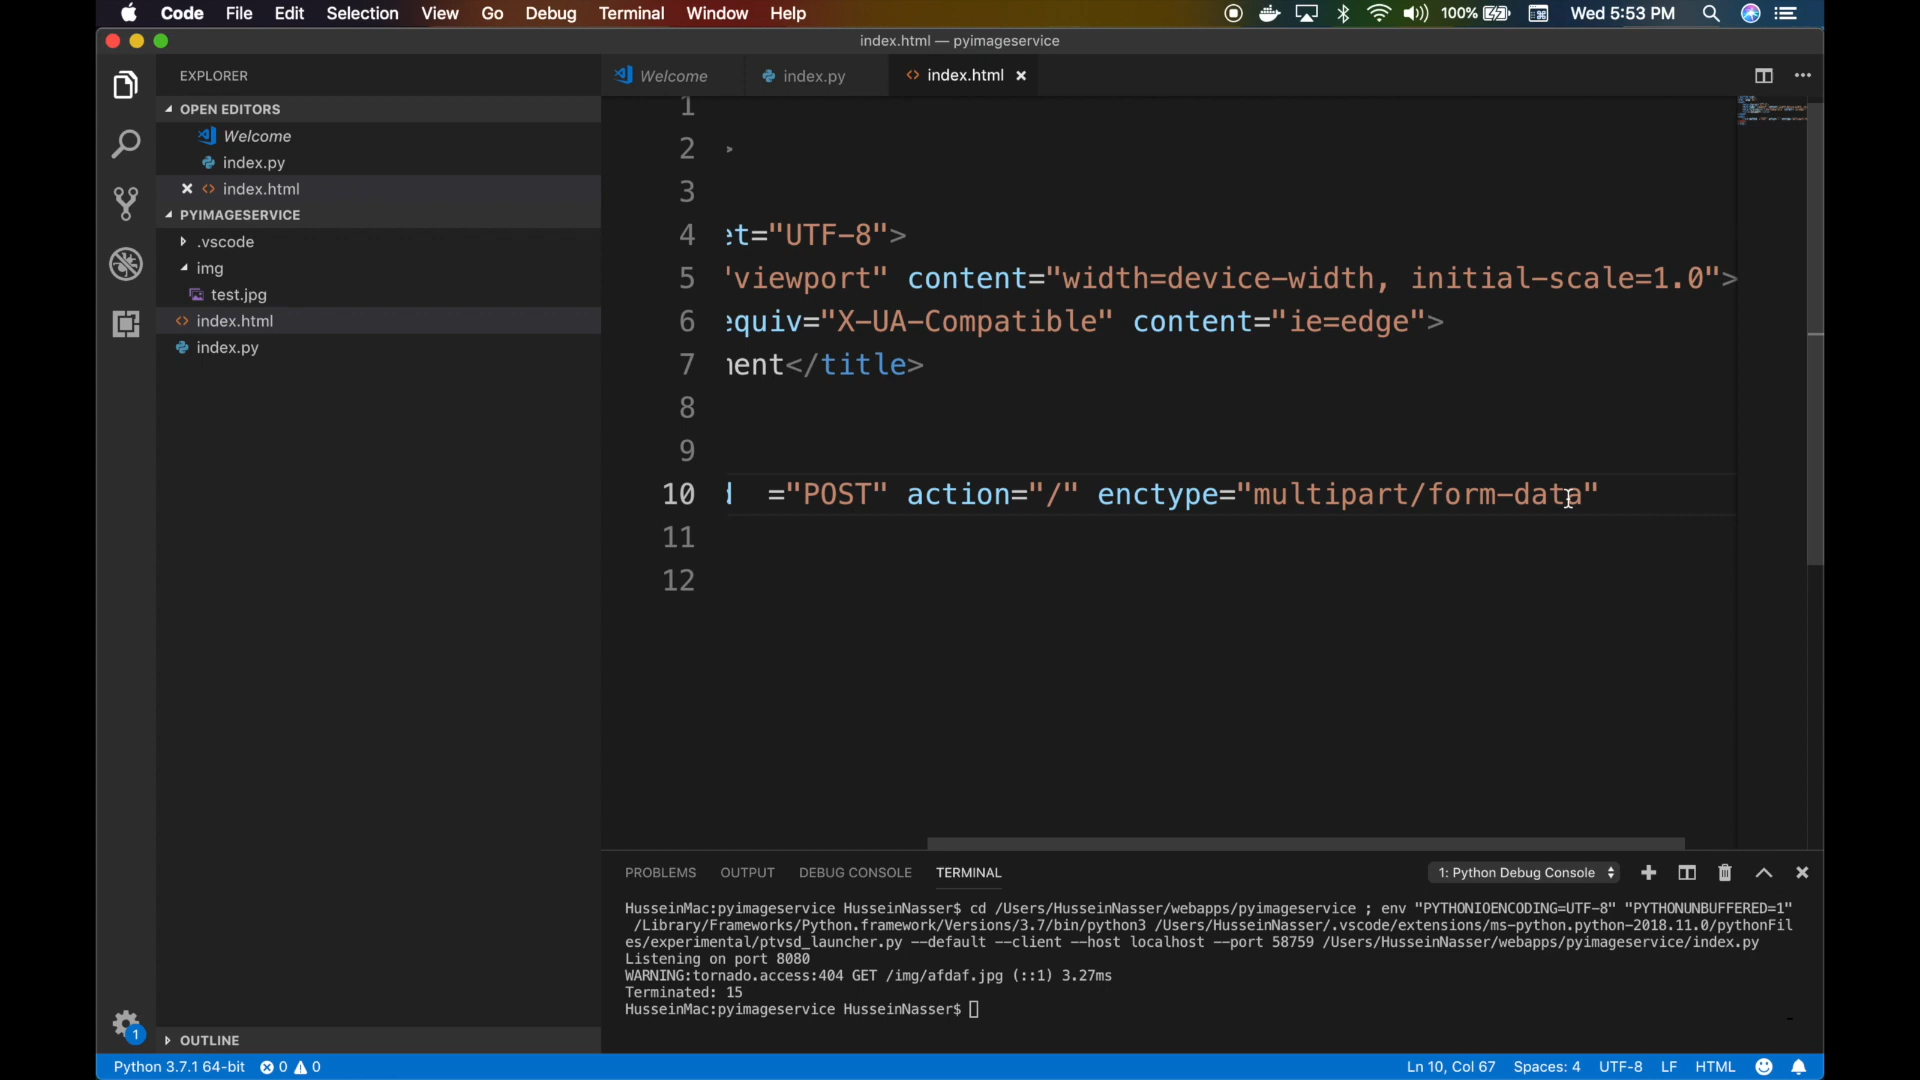 Code File Edit Selection View Go Debug Terminal Window Help 100% Wed 5:53 PM
index.html — pyimageservice
EXPLORER
OPEN EDITORS
Welcome
index.py
index.html
PYIMAGESERVICE
.vscode
img
test.jpg
index.html
index.py
OUTLINE
Welcome index.py index.html
1
2 >
3
4 et="UTF-8">
5 "viewport" content="width=device-width, initial-scale=1.0">
6 equiv="X-UA-Compatible" content="ie=edge">
7 ment</title>
8
9
10 d ="POST" action="/" enctype="multipart/form-data"
11
12
PROBLEMS OUTPUT DEBUG CONSOLE TERMINAL 1: Python Debug Console
HusseinMac:pyimageservice HusseinNasser$ cd /Users/HusseinNasser/webapps/pyimageservice ; env "PYTHONIOENCODING=UTF-8" "PYTHONUNBUFFERED=1"
/Library/Frameworks/Python.framework/Versions/3.7/bin/python3 /Users/HusseinNasser/.vscode/extensions/ms-python.python-2018.11.0/pythonFil
es/experimental/ptvsd_launcher.py --default --client --host localhost --port 58759 /Users/HusseinNasser/webapps/pyimageservice/index.py
Listening on port 8080
WARNING:tornado.access:404 GET /img/afdaf.jpg (::1) 3.27ms
Terminated: 15
HusseinMac:pyimageservice HusseinNasser$
1
Python 3.7.1 64-bit 0 0 Ln 10, Col 67 Spaces: 4 UTF-8 LF HTML